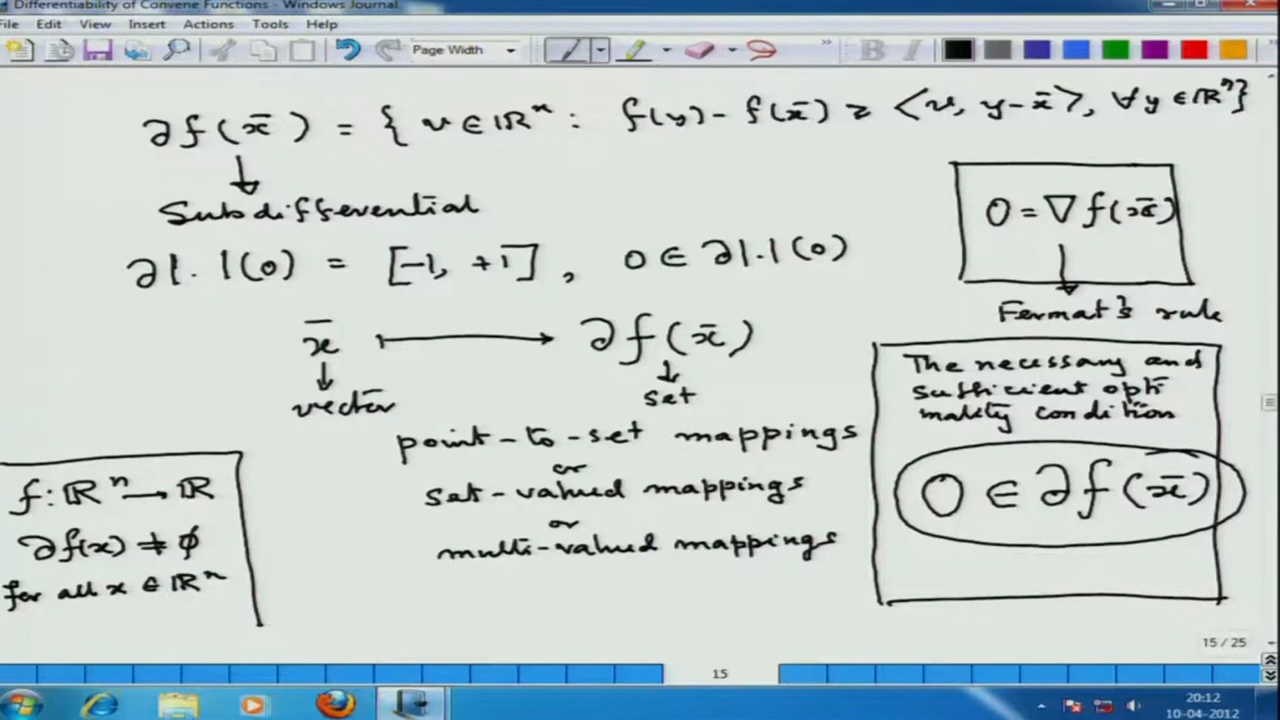 Differentiability of Convene Functions - Windows Journal
File Edit View Insert Actions Tools Help
Page Width
∂f(x̄) = { v ∈ ℝⁿ : f(y) - f(x̄) ≥ ⟨v, y-x̄⟩, ∀y ∈ ℝⁿ}
Subdifferential
∂|·|(0) = [-1, +1], 0 ∈ ∂|·|(0)
x̄ ⟼ ∂f(x̄)
vector
set
point-to-set mappings
or
set-valued mappings
or
multi-valued mappings
f: ℝⁿ → ℝ
∂f(x) ≠ φ
for all x ∈ ℝⁿ
0 = ∇f(x̄)
Fermat's rule
The necessary and
sufficient opti
mality condition
0 ∈ ∂f(x̄)
15 / 25
15
20:12
10-04-2012